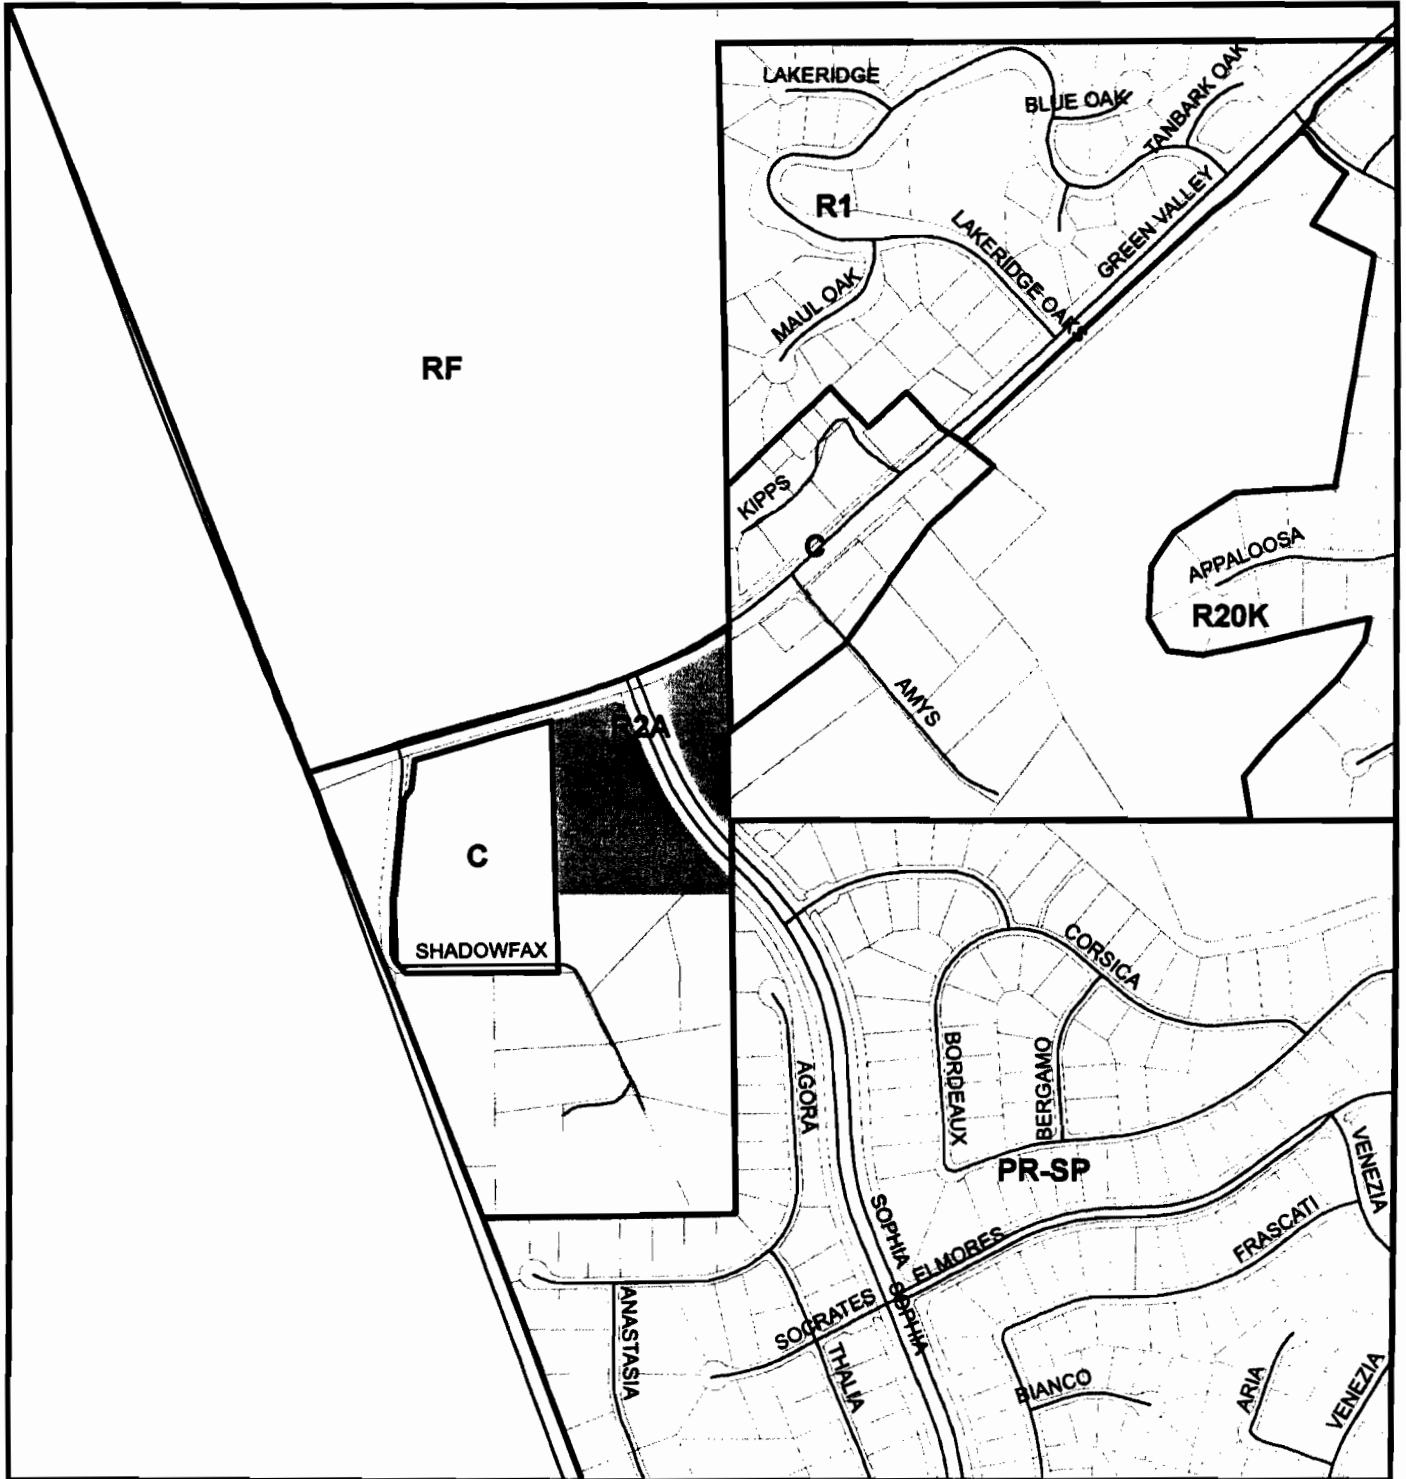 LAKERIDGE
BLUE OAK
TANBARK OAK
R1
LAKERIDGE OAKS
GREEN VALLEY
MAUL OAK
RF
KIPPS
C
APPALOOSA
R20K
AMYS
R2A
C
SHADOWFAX
CORSICA
BORDEAUX
BERGAMO
AGORA
PR-SP
VENEZIA
SOPHIA
ELMORES
FRASCATI
SOCRATES
SOPHIA
ANASTASIA
THALIA
BIANCO
ARIA
VENEZIA